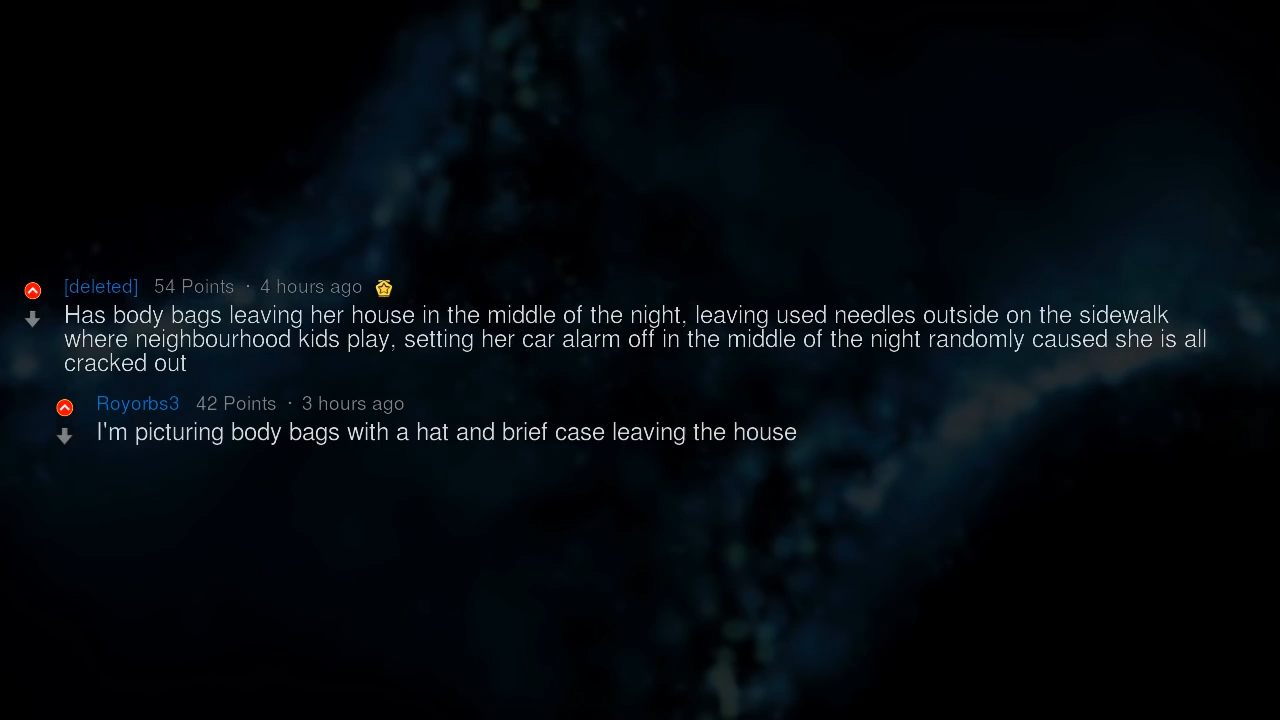 [deleted] 54 Points · 4 hours ago
Has body bags leaving her house in the middle of the night, leaving used needles outside on the sidewalk
where neighbourhood kids play, setting her car alarm off in the middle of the night randomly caused she is all
cracked out
Royorbs3 42 Points · 3 hours ago
I'm picturing body bags with a hat and brief case leaving the house